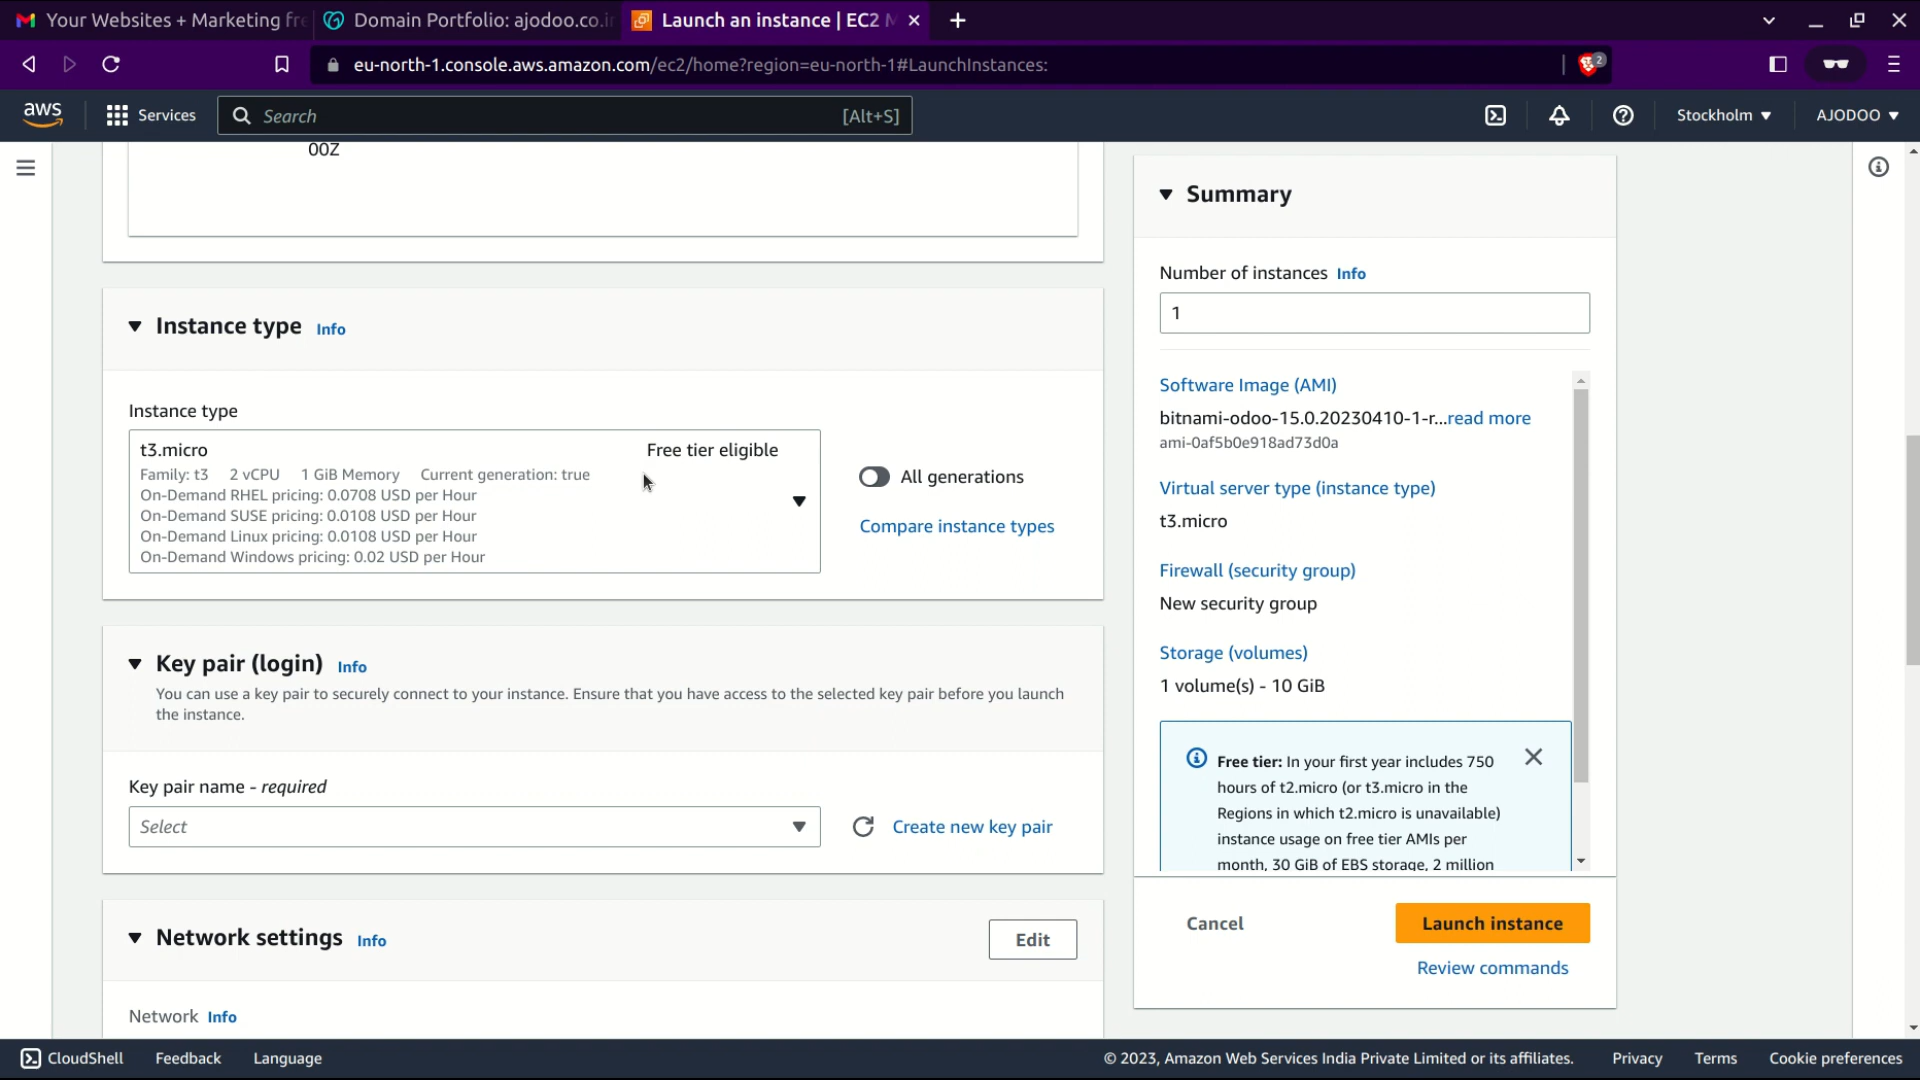 Your Websites + Marketing fr
Domain Portfolio: ajodoo.co.i
Launch an instance | EC2 M
eu-north-1.console.aws.amazon.com/ec2/home?region=eu-north-1#LaunchInstances:
2
aws
Services
Search
[Alt+S]
Stockholm
AJODOO
00Z
Instance type Info
Instance type
t3.micro
Free tier eligible
Family: t3 2 vCPU 1 GiB Memory Current generation: true
On-Demand RHEL pricing: 0.0708 USD per Hour
On-Demand SUSE pricing: 0.0108 USD per Hour
On-Demand Linux pricing: 0.0108 USD per Hour
On-Demand Windows pricing: 0.02 USD per Hour
All generations
Compare instance types
Key pair (login) Info
You can use a key pair to securely connect to your instance. Ensure that you have access to the selected key pair before you launch
the instance.
Key pair name - required
Select
Create new key pair
Network settings Info
Edit
Network Info
Summary
Number of instances Info
1
Software Image (AMI)
bitnami-odoo-15.0.20230410-1-r...read more
ami-0af5b0e918ad73d0a
Virtual server type (instance type)
t3.micro
Firewall (security group)
New security group
Storage (volumes)
1 volume(s) - 10 GiB
Free tier: In your first year includes 750
hours of t2.micro (or t3.micro in the
Regions in which t2.micro is unavailable)
instance usage on free tier AMIs per
month, 30 GiB of EBS storage, 2 million
Cancel
Launch instance
Review commands
CloudShell
Feedback
Language
© 2023, Amazon Web Services India Private Limited or its affiliates.
Privacy
Terms
Cookie preferences